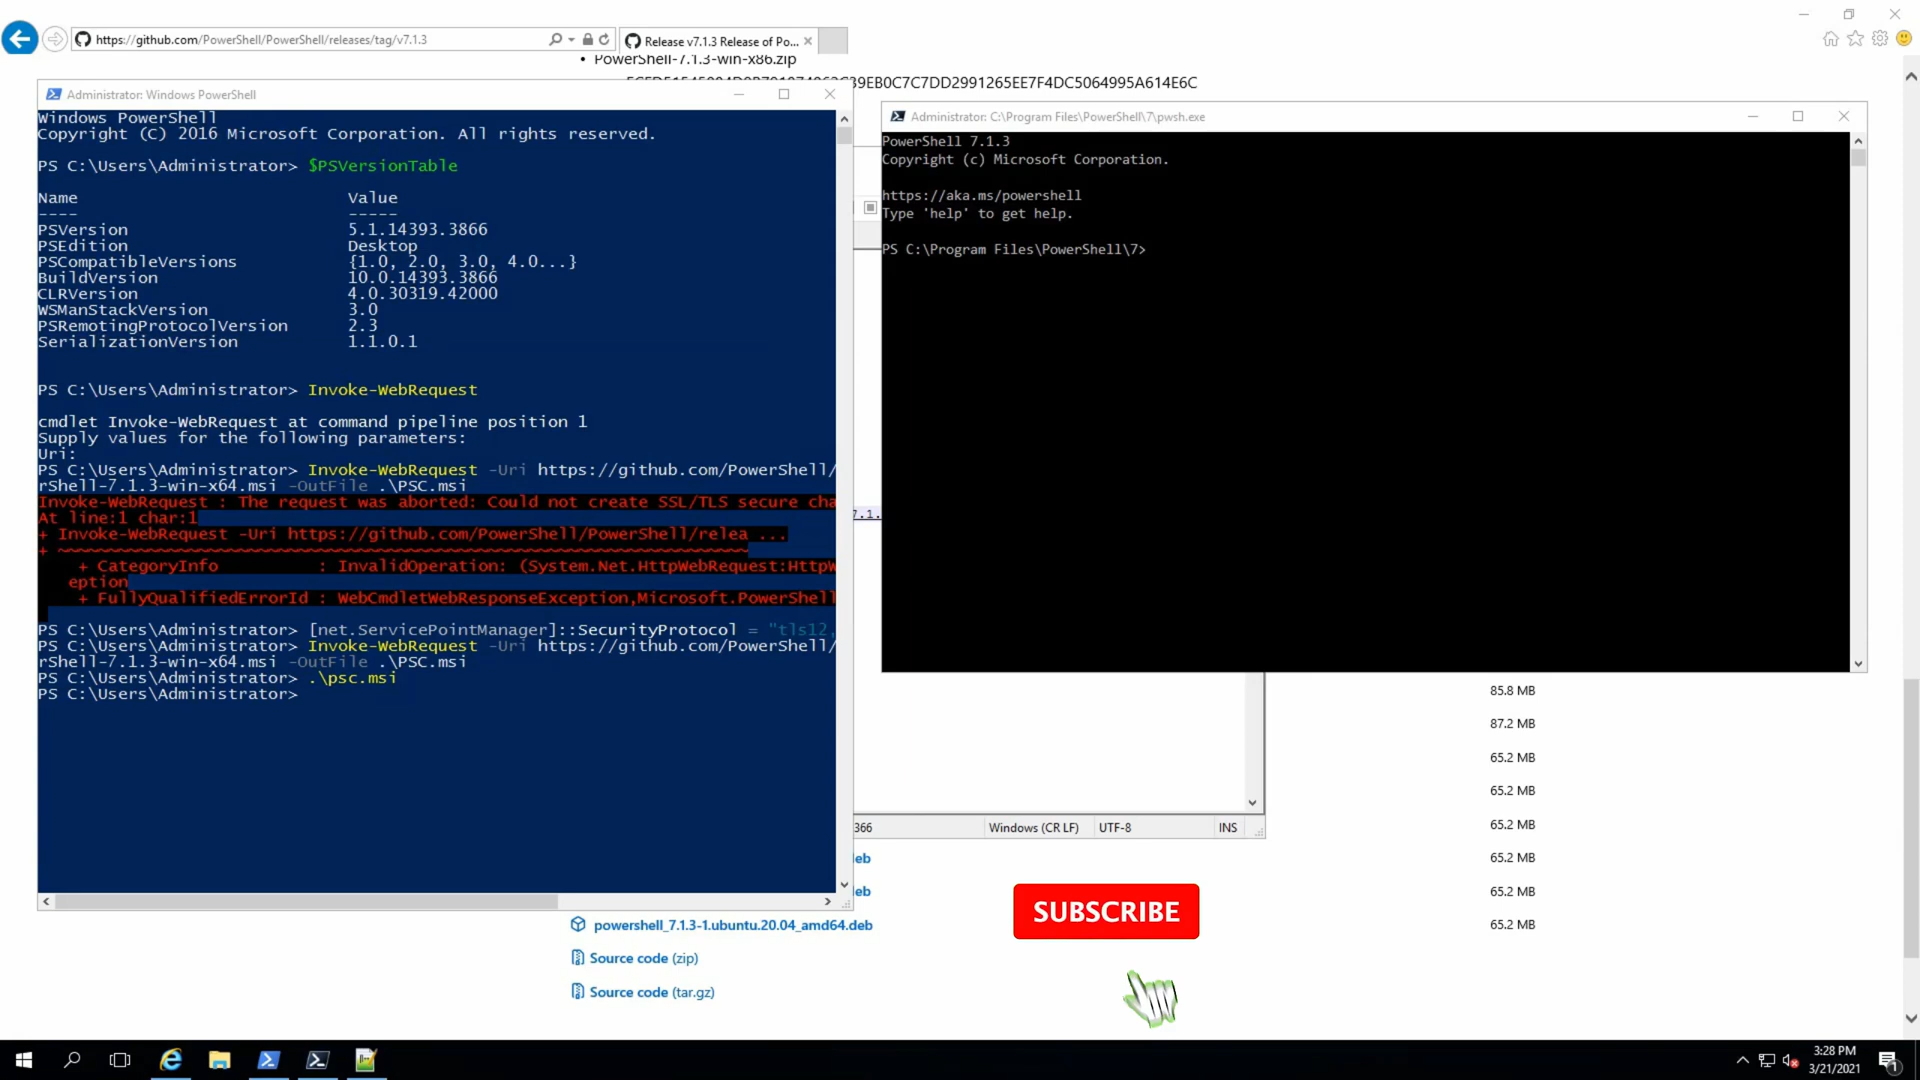 https://github.com/PowerShell/PowerShell/releases/tag/v7.1.3
Release v7.1.3 Release of Po...
PowerShell-7.1.3-win-x86.zip
39EB0C7C7DD2991265EE7F4DC5064995A614E6C
Administrator: Windows PowerShell
Windows PowerShell
Copyright (C) 2016 Microsoft Corporation. All rights reserved.
PS C:\Users\Administrator> $PSVersionTable
Name Value
---- -----
PSVersion 5.1.14393.3866
PSEdition Desktop
PSCompatibleVersions {1.0, 2.0, 3.0, 4.0...}
BuildVersion 10.0.14393.3866
CLRVersion 4.0.30319.42000
WSManStackVersion 3.0
PSRemotingProtocolVersion 2.3
SerializationVersion 1.1.0.1
PS C:\Users\Administrator> Invoke-WebRequest
cmdlet Invoke-WebRequest at command pipeline position 1
Supply values for the following parameters:
Uri:
PS C:\Users\Administrator> Invoke-WebRequest -Uri https://github.com/PowerShell/
rShell-7.1.3-win-x64.msi -OutFile .\PSC.msi
Invoke-WebRequest : The request was aborted: Could not create SSL/TLS secure cha
At line:1 char:1
+ Invoke-WebRequest -Uri https://github.com/PowerShell/PowerShell/relea ...
+ ~~~~~~~~~~~~~~~~~~~~~~~~~~~~~~~~~~~~~~~~~~~~~~~~~~~~~~~~~~~~~~~~~~~~~
+ CategoryInfo : InvalidOperation: (System.Net.HttpWebRequest:HttpW
eption
+ FullyQualifiedErrorId : WebCmdletWebResponseException,Microsoft.PowerShell
PS C:\Users\Administrator> [net.ServicePointManager]::SecurityProtocol = "tls12,
PS C:\Users\Administrator> Invoke-WebRequest -Uri https://github.com/PowerShell/
rShell-7.1.3-win-x64.msi -OutFile .\PSC.msi
PS C:\Users\Administrator> .\psc.msi
PS C:\Users\Administrator>
Administrator: C:\Program Files\PowerShell\7\pwsh.exe
PowerShell 7.1.3
Copyright (c) Microsoft Corporation.
https://aka.ms/powershell
Type 'help' to get help.
PS C:\Program Files\PowerShell\7>
7.1.
85.8 MB
87.2 MB
65.2 MB
65.2 MB
65.2 MB
366 Windows (CR LF) UTF-8 INS
eb 65.2 MB
eb 65.2 MB
powershell_7.1.3-1.ubuntu.20.04_amd64.deb 65.2 MB
Source code (zip)
Source code (tar.gz)
SUBSCRIBE
3:28 PM
3/21/2021
1